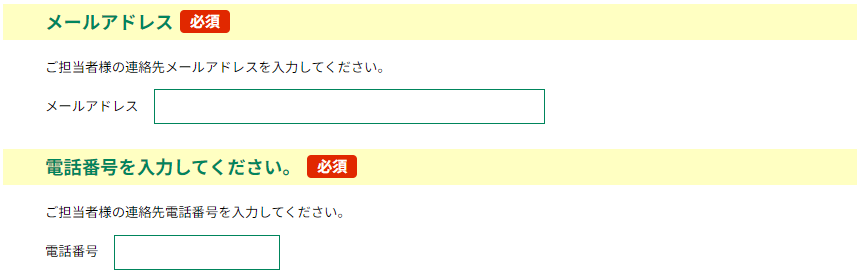 メールアドレス 必須
ご担当者様の連絡先メールアドレスを入力してください。
メールアドレス
電話番号を入力してください。 必須
ご担当者様の連絡先電話番号を入力してください。
電話番号